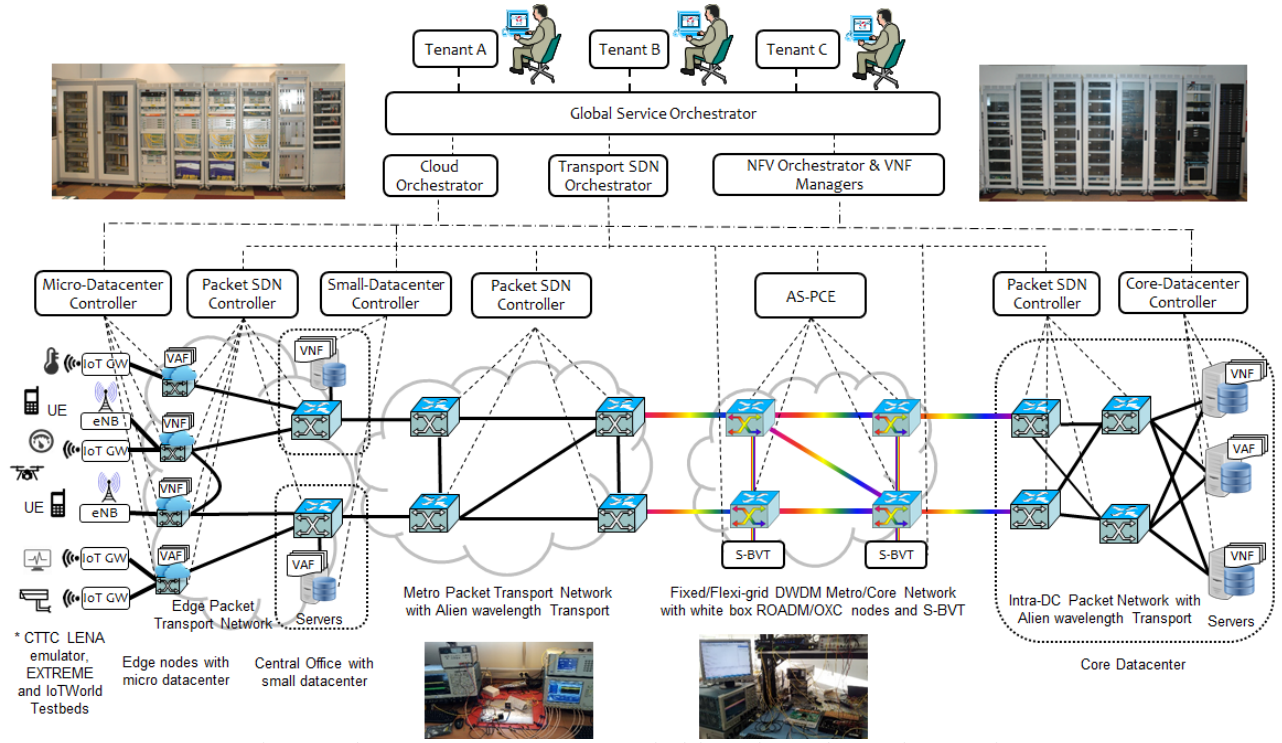 Tenant A
Tenant B
Tenant C
Global Service Orchestrator
Cloud
Orchestrator
Transport SDN
Orchestrator
NFV Orchestrator & VNF
Managers
Micro-Datacenter
Controller
Packet SDN
Controller
Small-Datacenter
Controller
Packet SDN
Controller
AS-PCE
Packet SDN
Controller
Core-Datacenter
Controller
IoT GW
VAF
VNF
VNF
UE
eNB
VNF
IoT GW
VAF
UE
eNB
VNF
S-BVT
S-BVT
IoT GW
VAF
VAF
VNF
IoT GW
Edge Packet
Transport Network
Servers
Metro Packet Transport Network
with Alien wavelength Transport
Fixed/Flexi-grid DWDM Metro/Core Network
with white box ROADM/OXC nodes and S-BVT
Intra-DC Packet Network with
Alien wavelength Transport
Servers
* CTTC LENA
emulator,
EXTREME
and IoTWorld
Testbeds
Edge nodes with
micro datacenter
Central Office with
small datacenter
Core Datacenter